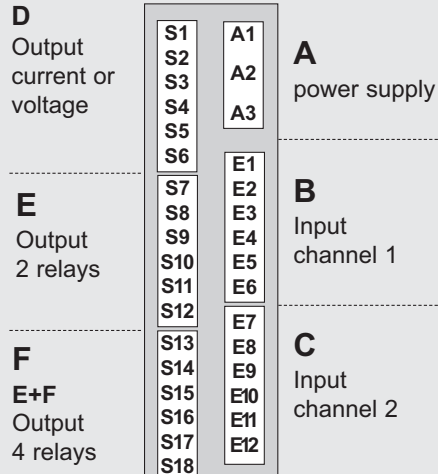 D
Output
current or
voltage
E
Output
2 relays
F
E+F
Output
4 relays
S1
S2
S3
S4
S5
S6
S7
S8
S9
S10
S11
S12
S13
S14
S15
S16
S17
S18
A1
A2
A3
E1
E2
E3
E4
E5
E6
E7
E8
E9
E10
E11
E12
A
power supply
B
Input
channel 1
C
Input
channel 2